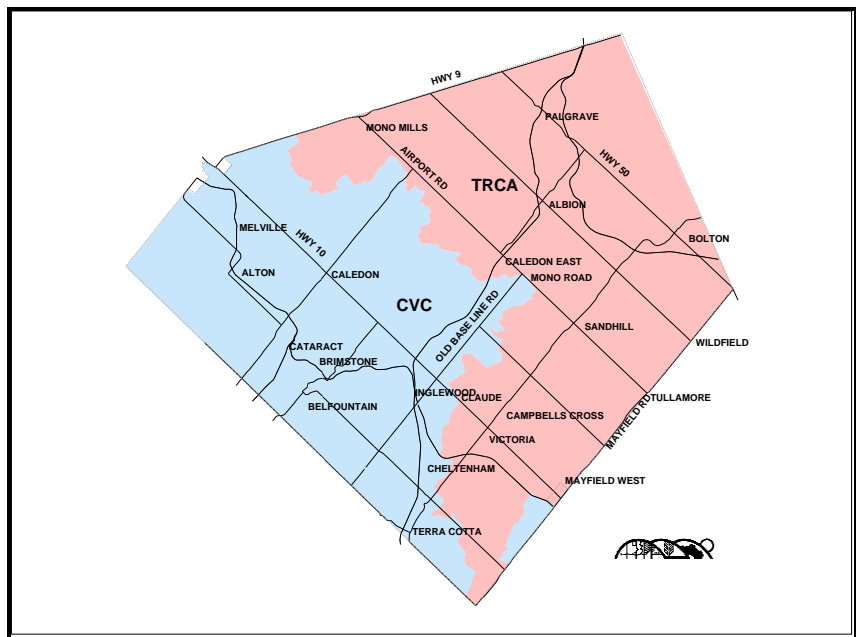 HWY 9
PALGRAVE
MONO MILLS
AIRPORT RD
HWY 50
TRCA
ALBION
MELVILLE
HWY 10
BOLTON
CALEDON EAST
ALTON
CALEDON
MONO ROAD
CVC
OLD BASE LINE RD
SANDHILL
WILDFIELD
CATARACT
BRIMSTONE
INGLEWOOD
CLAUDE
TULLAMORE
BELFOUNTAIN
CAMPBELLS CROSS
MAYFIELD RD
VICTORIA
CHELTENHAM
MAYFIELD WEST
TERRA COTTA